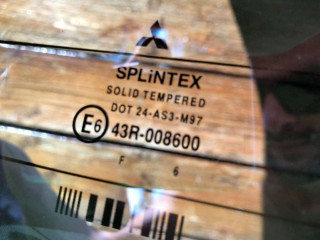 SPLiNTEX
SOLID TEMPERED
DOT 24-AS3-M97
E6 43R-008600
F 6